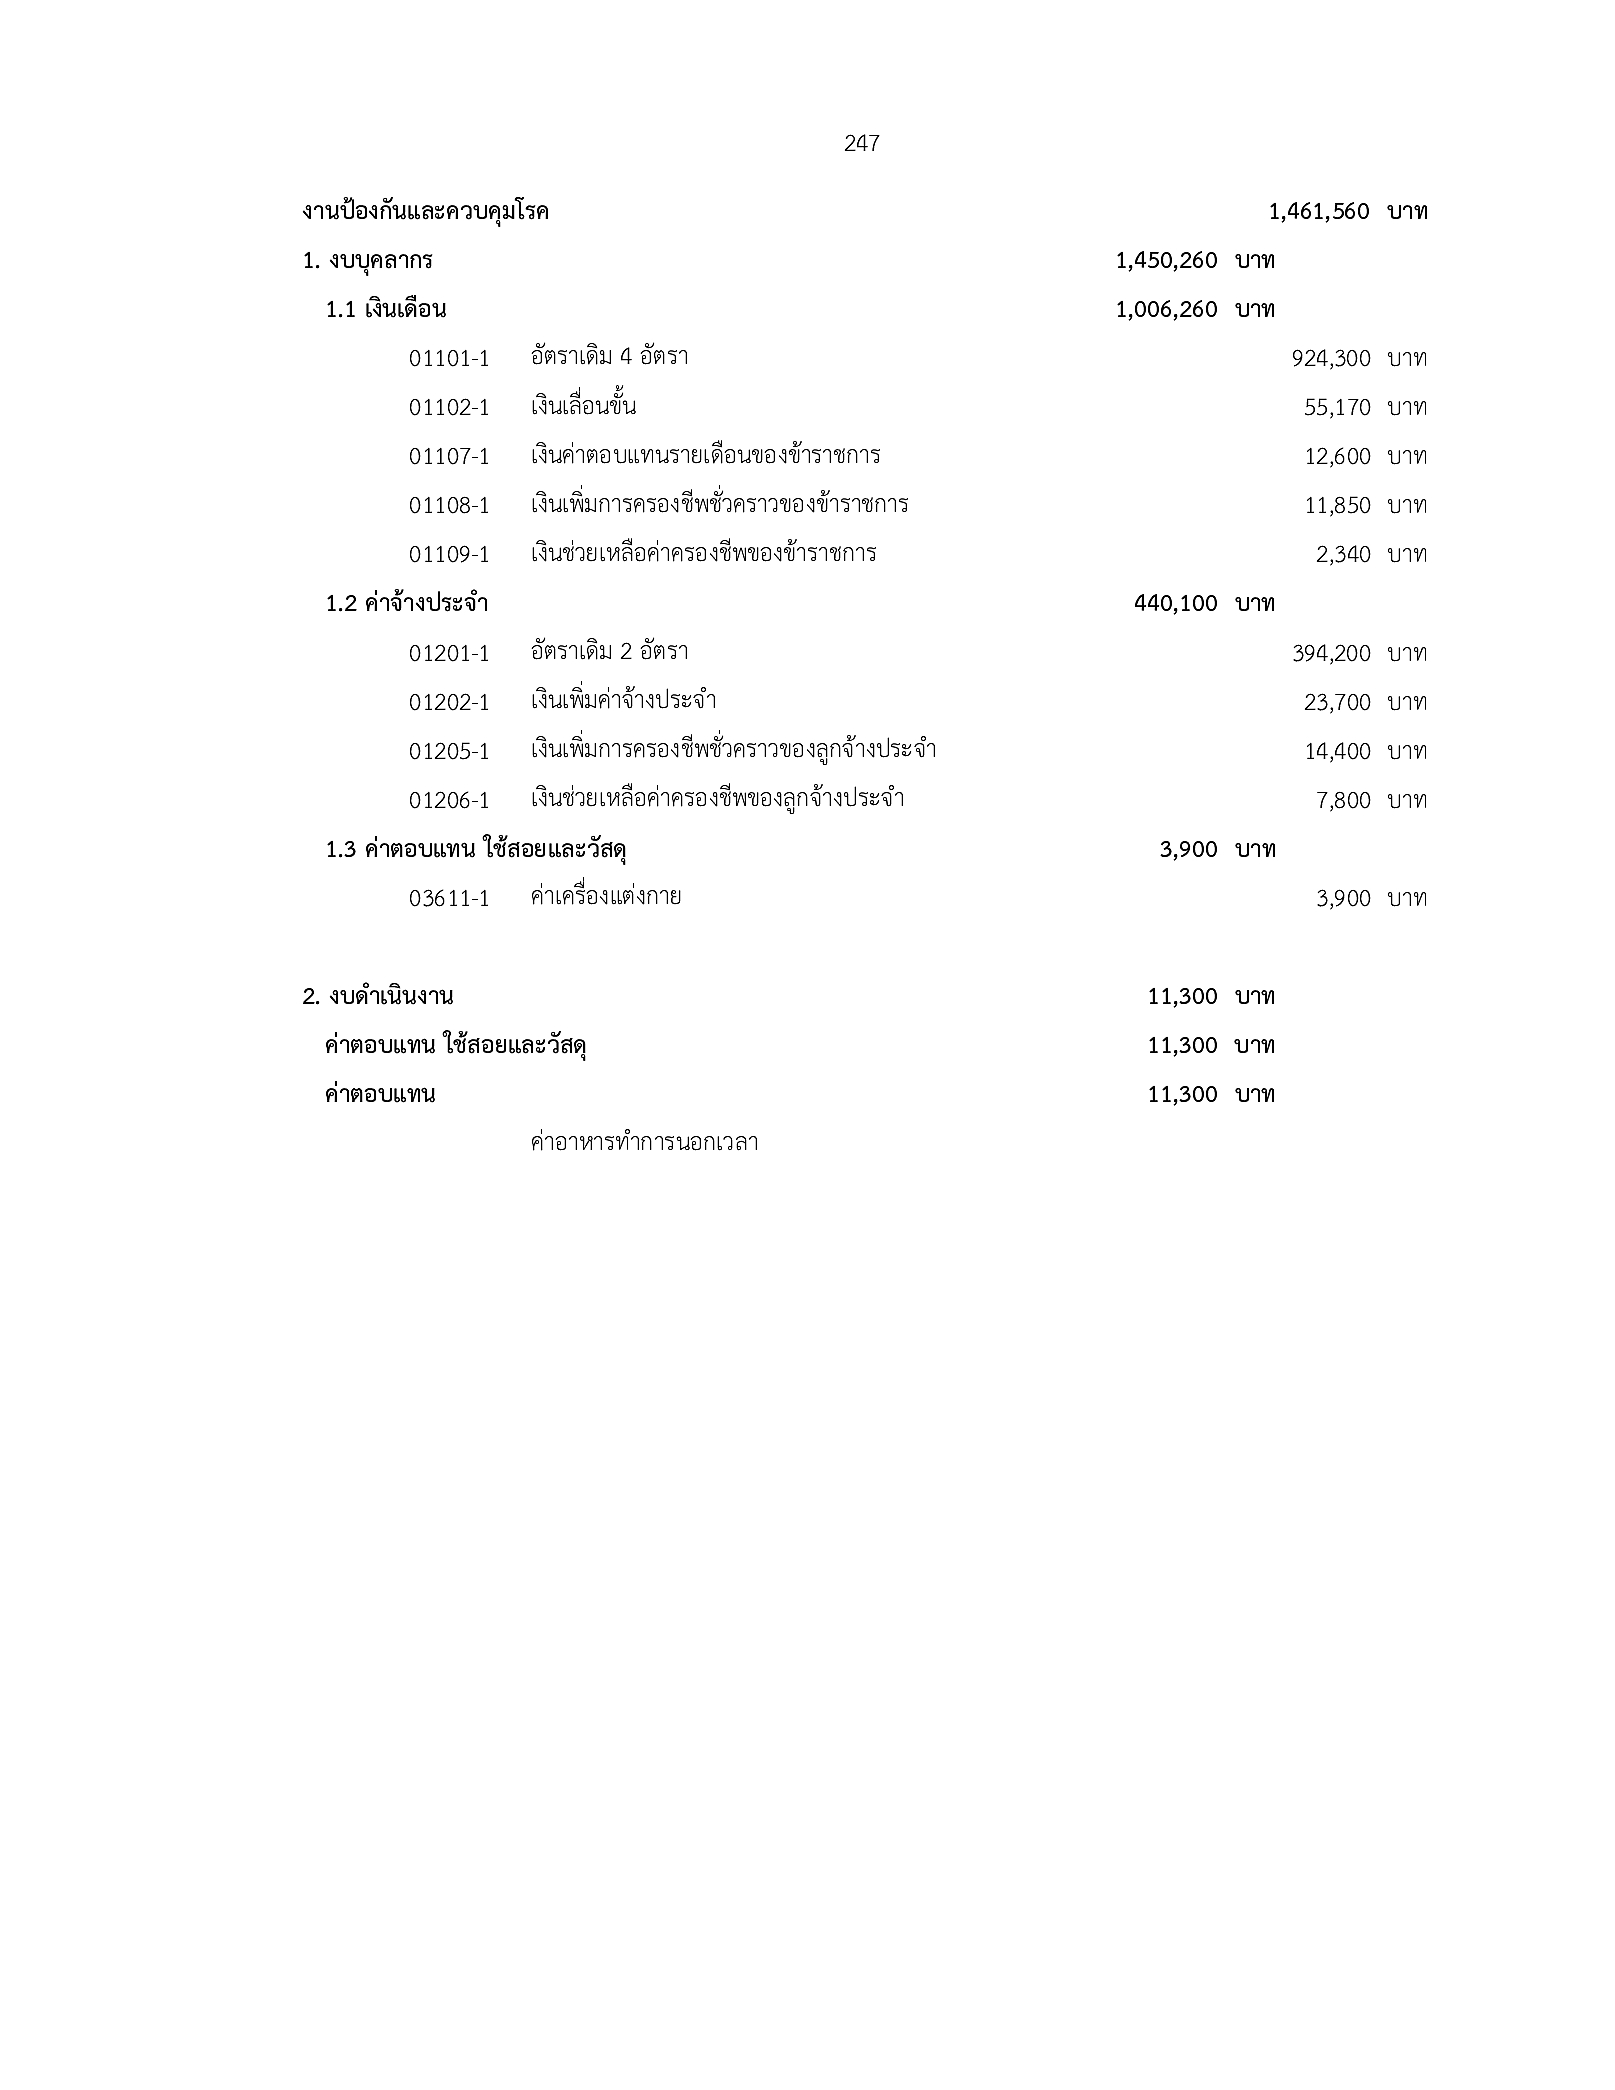 247
งานป้องกันและควบคุมโรค 1,461,560 บาท
1. งบบุคลากร 1,450,260 บาท
1.1 เงินเดือน 1,006,260 บาท
01101-1 อัตราเดิม 4 อัตรา 924,300 บาท
01102-1 เงินเลื่อนขั้น 55,170 บาท
01107-1 เงินค่าตอบแทนรายเดือนของข้าราชการ 12,600 บาท
01108-1 เงินเพิ่มการครองชีพชั่วคราวของข้าราชการ 11,850 บาท
01109-1 เงินช่วยเหลือค่าครองชีพของข้าราชการ 2,340 บาท
1.2 ค่าจ้างประจำ 440,100 บาท
01201-1 อัตราเดิม 2 อัตรา 394,200 บาท
01202-1 เงินเพิ่มค่าจ้างประจำ 23,700 บาท
01205-1 เงินเพิ่มการครองชีพชั่วคราวของลูกจ้างประจำ 14,400 บาท
01206-1 เงินช่วยเหลือค่าครองชีพของลูกจ้างประจำ 7,800 บาท
1.3 ค่าตอบแทน ใช้สอยและวัสดุ 3,900 บาท
03611-1 ค่าเครื่องแต่งกาย 3,900 บาท
2. งบดำเนินงาน 11,300 บาท
ค่าตอบแทน ใช้สอยและวัสดุ 11,300 บาท
ค่าตอบแทน 11,300 บาท
ค่าอาหารทำการนอกเวลา